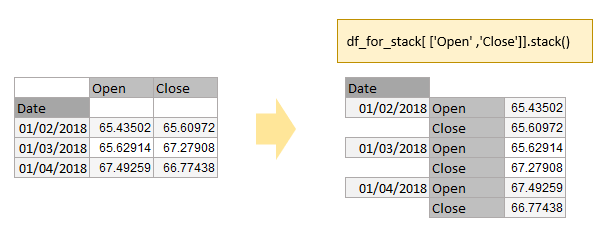 df_for_stack[ ['Open' ,'Close']].stack()
Open Close
Date
01/02/2018 65.43502 65.60972
01/03/2018 65.62914 67.27908
01/04/2018 67.49259 66.77438
Date
01/02/2018 Open 65.43502
Close 65.60972
01/03/2018 Open 65.62914
Close 67.27908
01/04/2018 Open 67.49259
Close 66.77438